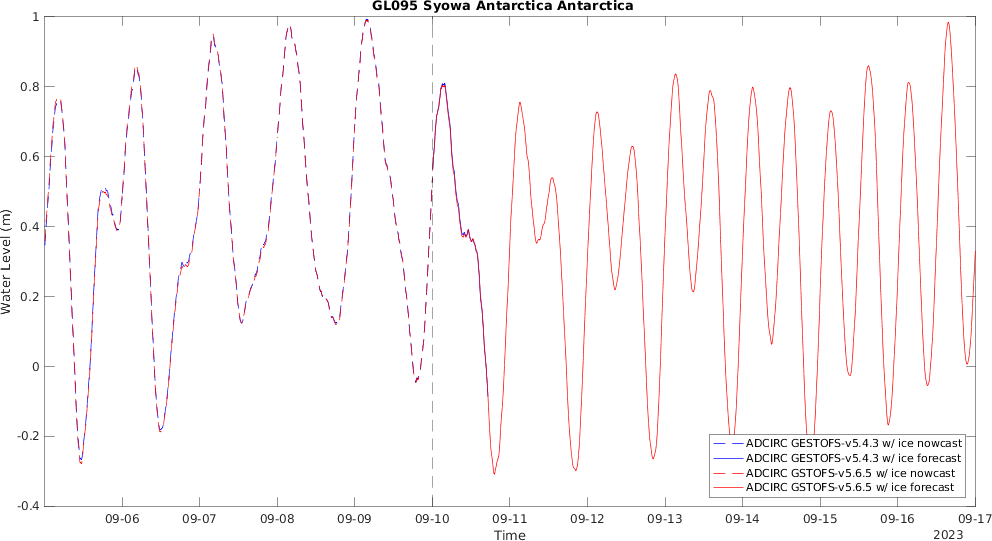 GL095 Syowa Antarctica Antarctica
1
0.8
0.6
0.4
0.2
0
-0.2
-0.4
Water Level (m)
09-06 09-07 09-08 09-09 09-10 09-11 09-12 09-13 09-14 09-15 09-16 09-17
Time
2023
ADCIRC GESTOFS-v5.4.3 w/ ice nowcast
ADCIRC GESTOFS-v5.4.3 w/ ice forecast
ADCIRC GSTOFS-v5.6.5 w/ ice nowcast
ADCIRC GSTOFS-v5.6.5 w/ ice forecast